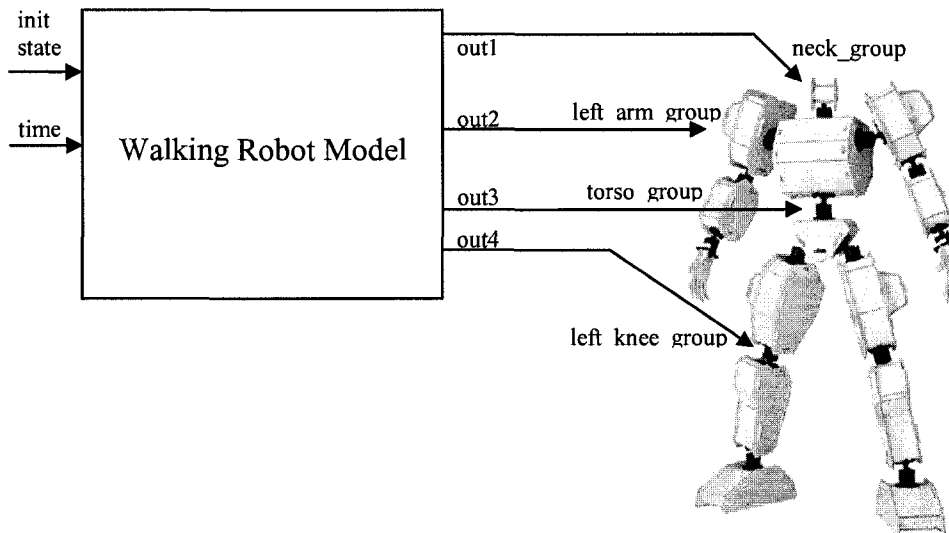 init
state
time
Walking Robot Model
out1
out2
out3
out4
neck_group
left arm group
torso group
left knee group